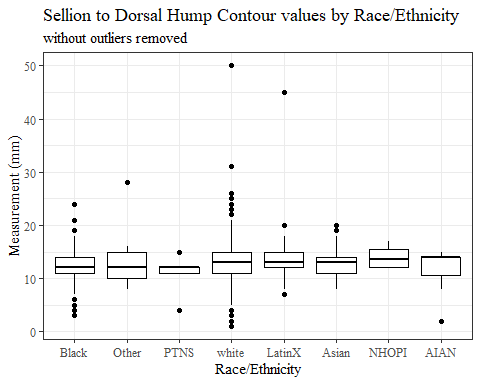 Sellion to Dorsal Hump Contour values by Race/Ethnicity
without outliers removed
Measurement (mm)
50
40
30
20
10
0
Black Other PTNS white LatinX Asian NHOPI AIAN
Race/Ethnicity